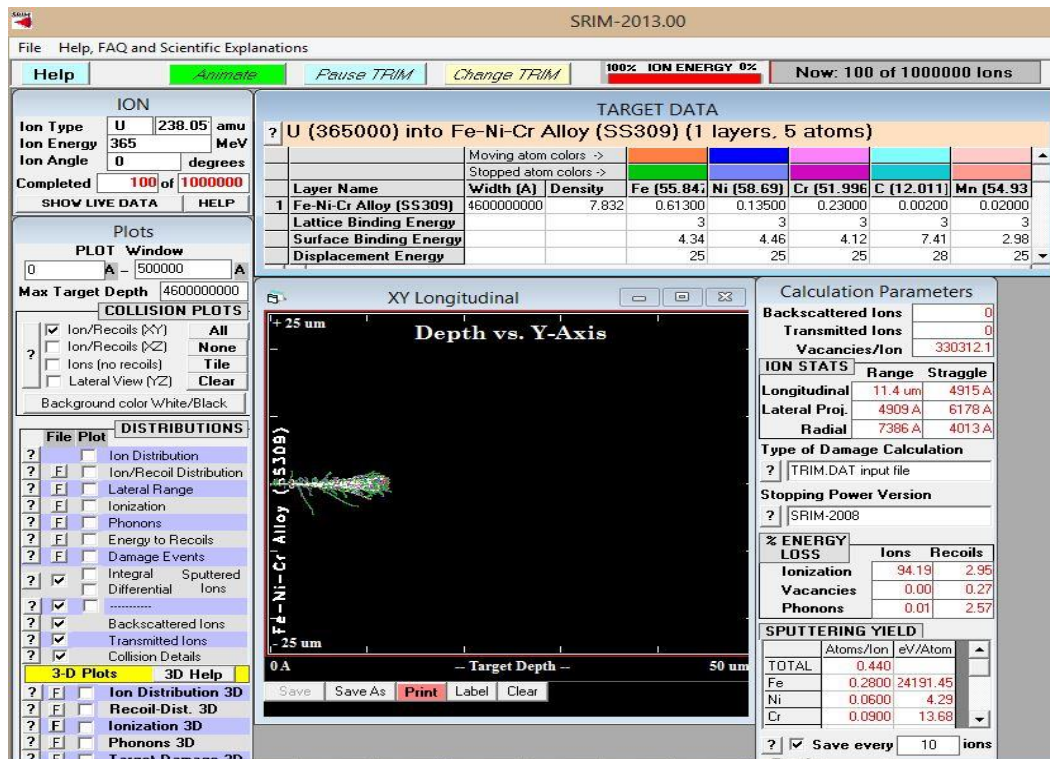 SRIM-2013.00
File Help, FAQ and Scientific Explanations
Help Animate Pause TRIM Change TRIM 100% ION ENERGY 0% Now: 100 of 1000000 Ions
ION
Ion Type U 238.05 amu
Ion Energy 365 MeV
Ion Angle 0 degrees
Completed 100 of 1000000
SHOW LIVE DATA HELP
Plots
PLOT Window
0 A - 500000 A
Max Target Depth 4600000000
COLLISION PLOTS
? Ion/Recoils (XY) All
Ion/Recoils (XZ) None
Ions (no recoils) Tile
Lateral View (YZ) Clear
Background color White/Black
DISTRIBUTIONS
File Plot
? Ion Distribution
? F Ion/Recoil Distribution
? F Lateral Range
? F Ionization
? F Phonons
? F Energy to Recoils
? F Damage Events
? Integral Sputtered
Differential Ions
? ----------
? Backscattered Ions
? Transmitted Ions
? Collision Details
3-D Plots 3D Help
? F Ion Distribution 3D
? F Recoil-Dist. 3D
? F Ionization 3D
? F Phonons 3D
? F Target Damage 3D
TARGET DATA
? U (365000) into Fe-Ni-Cr Alloy (SS309) (1 layers, 5 atoms)
Moving atom colors ->
Stopped atom colors ->
Layer Name Width (A) Density Fe (55.847 Ni (58.69) Cr (51.996 C (12.011) Mn (54.93
1 Fe-Ni-Cr Alloy (SS309) 4600000000 7.832 0.61300 0.13500 0.23000 0.00200 0.02000
Lattice Binding Energy 3 3 3 3 3
Surface Binding Energy 4.34 4.46 4.12 7.41 2.98
Displacement Energy 25 25 25 28 25
XY Longitudinal
+ 25 um
Depth vs. Y-Axis
Fe-Ni-Cr Alloy (SS309)
- 25 um
0 A -- Target Depth -- 50 um
Save Save As Print Label Clear
Calculation Parameters
Backscattered Ions 0
Transmitted Ions 0
Vacancies/Ion 330312.1
ION STATS Range Straggle
Longitudinal 11.4 um 4915 A
Lateral Proj. 4909 A 6178 A
Radial 7386 A 4013 A
Type of Damage Calculation
? TRIM.DAT input file
Stopping Power Version
? SRIM-2008
% ENERGY LOSS Ions Recoils
Ionization 94.19 2.95
Vacancies 0.00 0.27
Phonons 0.01 2.57
SPUTTERING YIELD
Atoms/Ion eV/Atom
TOTAL 0.440
Fe 0.2800 24191.45
Ni 0.0600 4.29
Cr 0.0900 13.68
? Save every 10 ions